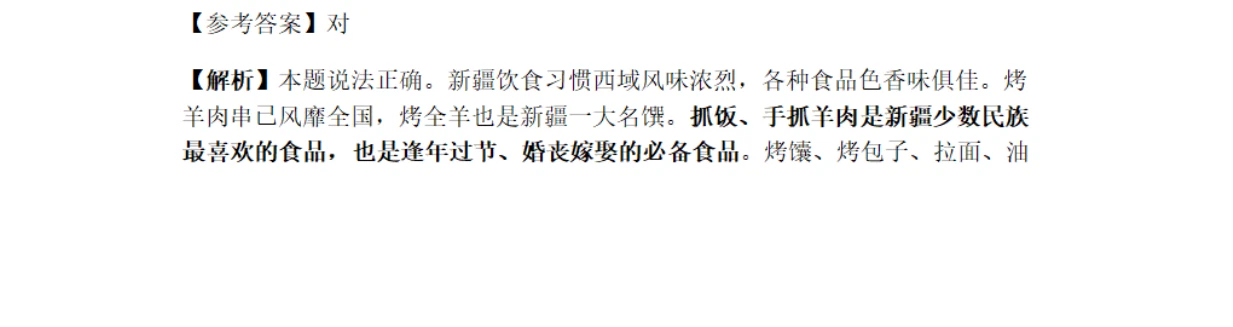 【参考答案】对
【解析】本题说法正确。新疆饮食习惯西域风味浓烈，各种食品色香味俱佳。烤
羊肉串已风靡全国，烤全羊也是新疆一大名馔。抓饭、手抓羊肉是新疆少数民族
最喜欢的食品，也是逢年过节、婚丧嫁娶的必备食品。烤馕、烤包子、拉面、油